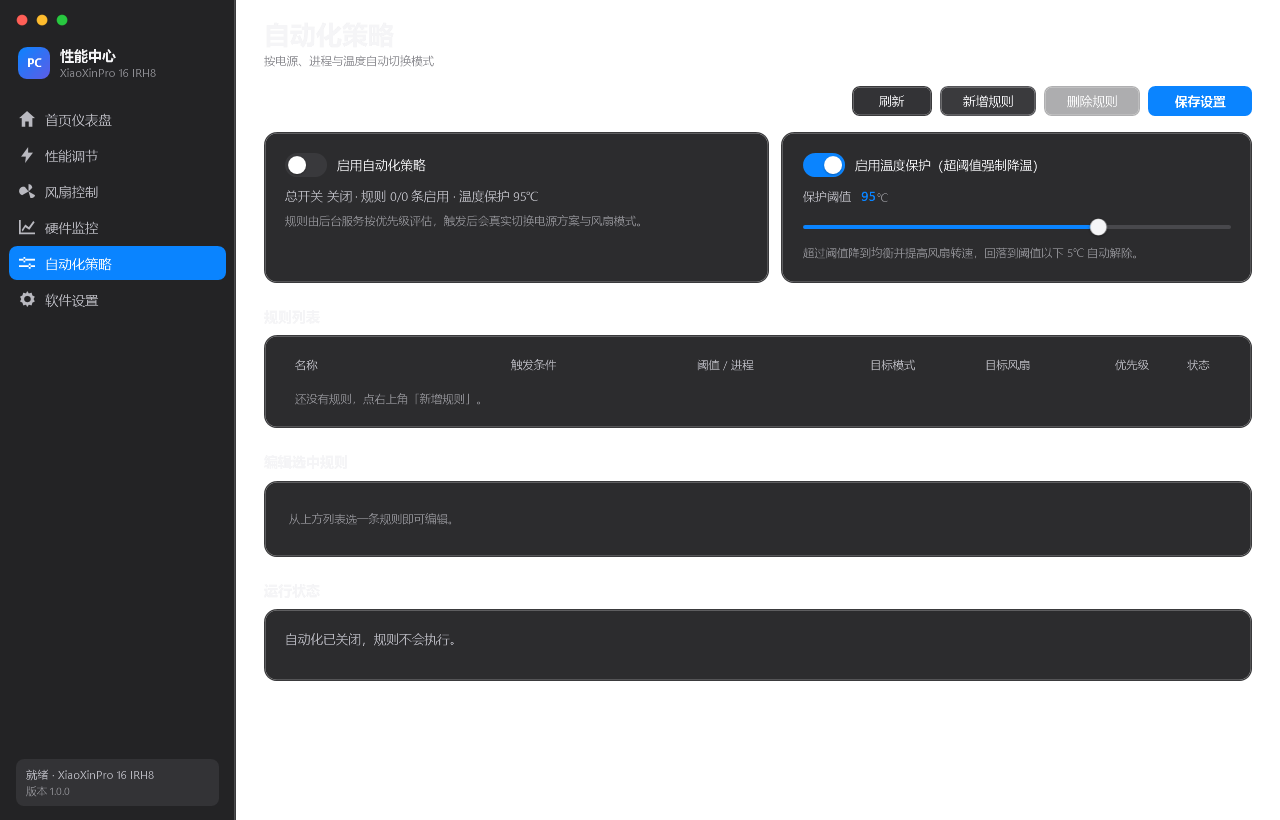 PC
性能中心
XiaoXinPro 16 IRH8
首页仪表盘
性能调节
风扇控制
硬件监控
自动化策略
软件设置
就绪 · XiaoXinPro 16 IRH8
版本 1.0.0
自动化策略
按电源、进程与温度自动切换模式
刷新 新增规则 删除规则 保存设置
启用自动化策略
总开关 关闭 · 规则 0/0 条启用 · 温度保护 95℃
规则由后台服务按优先级评估，触发后会真实切换电源方案与风扇模式。
启用温度保护（超阈值强制降温）
保护阈值 95℃
超过阈值降到均衡并提高风扇转速，回落到阈值以下 5℃ 自动解除。
规则列表
名称 触发条件 阈值 / 进程 目标模式 目标风扇 优先级 状态
还没有规则，点右上角「新增规则」。
编辑选中规则
从上方列表选一条规则即可编辑。
运行状态
自动化已关闭，规则不会执行。